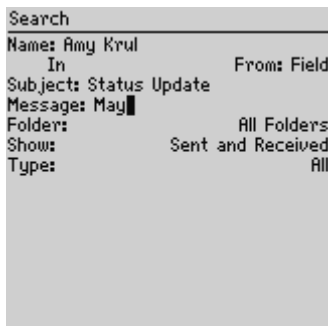 Search
Name: Amy Krul
In From: Field
Subject: Status Update
Message: May
Folder: All Folders
Show: Sent and Received
Type: All